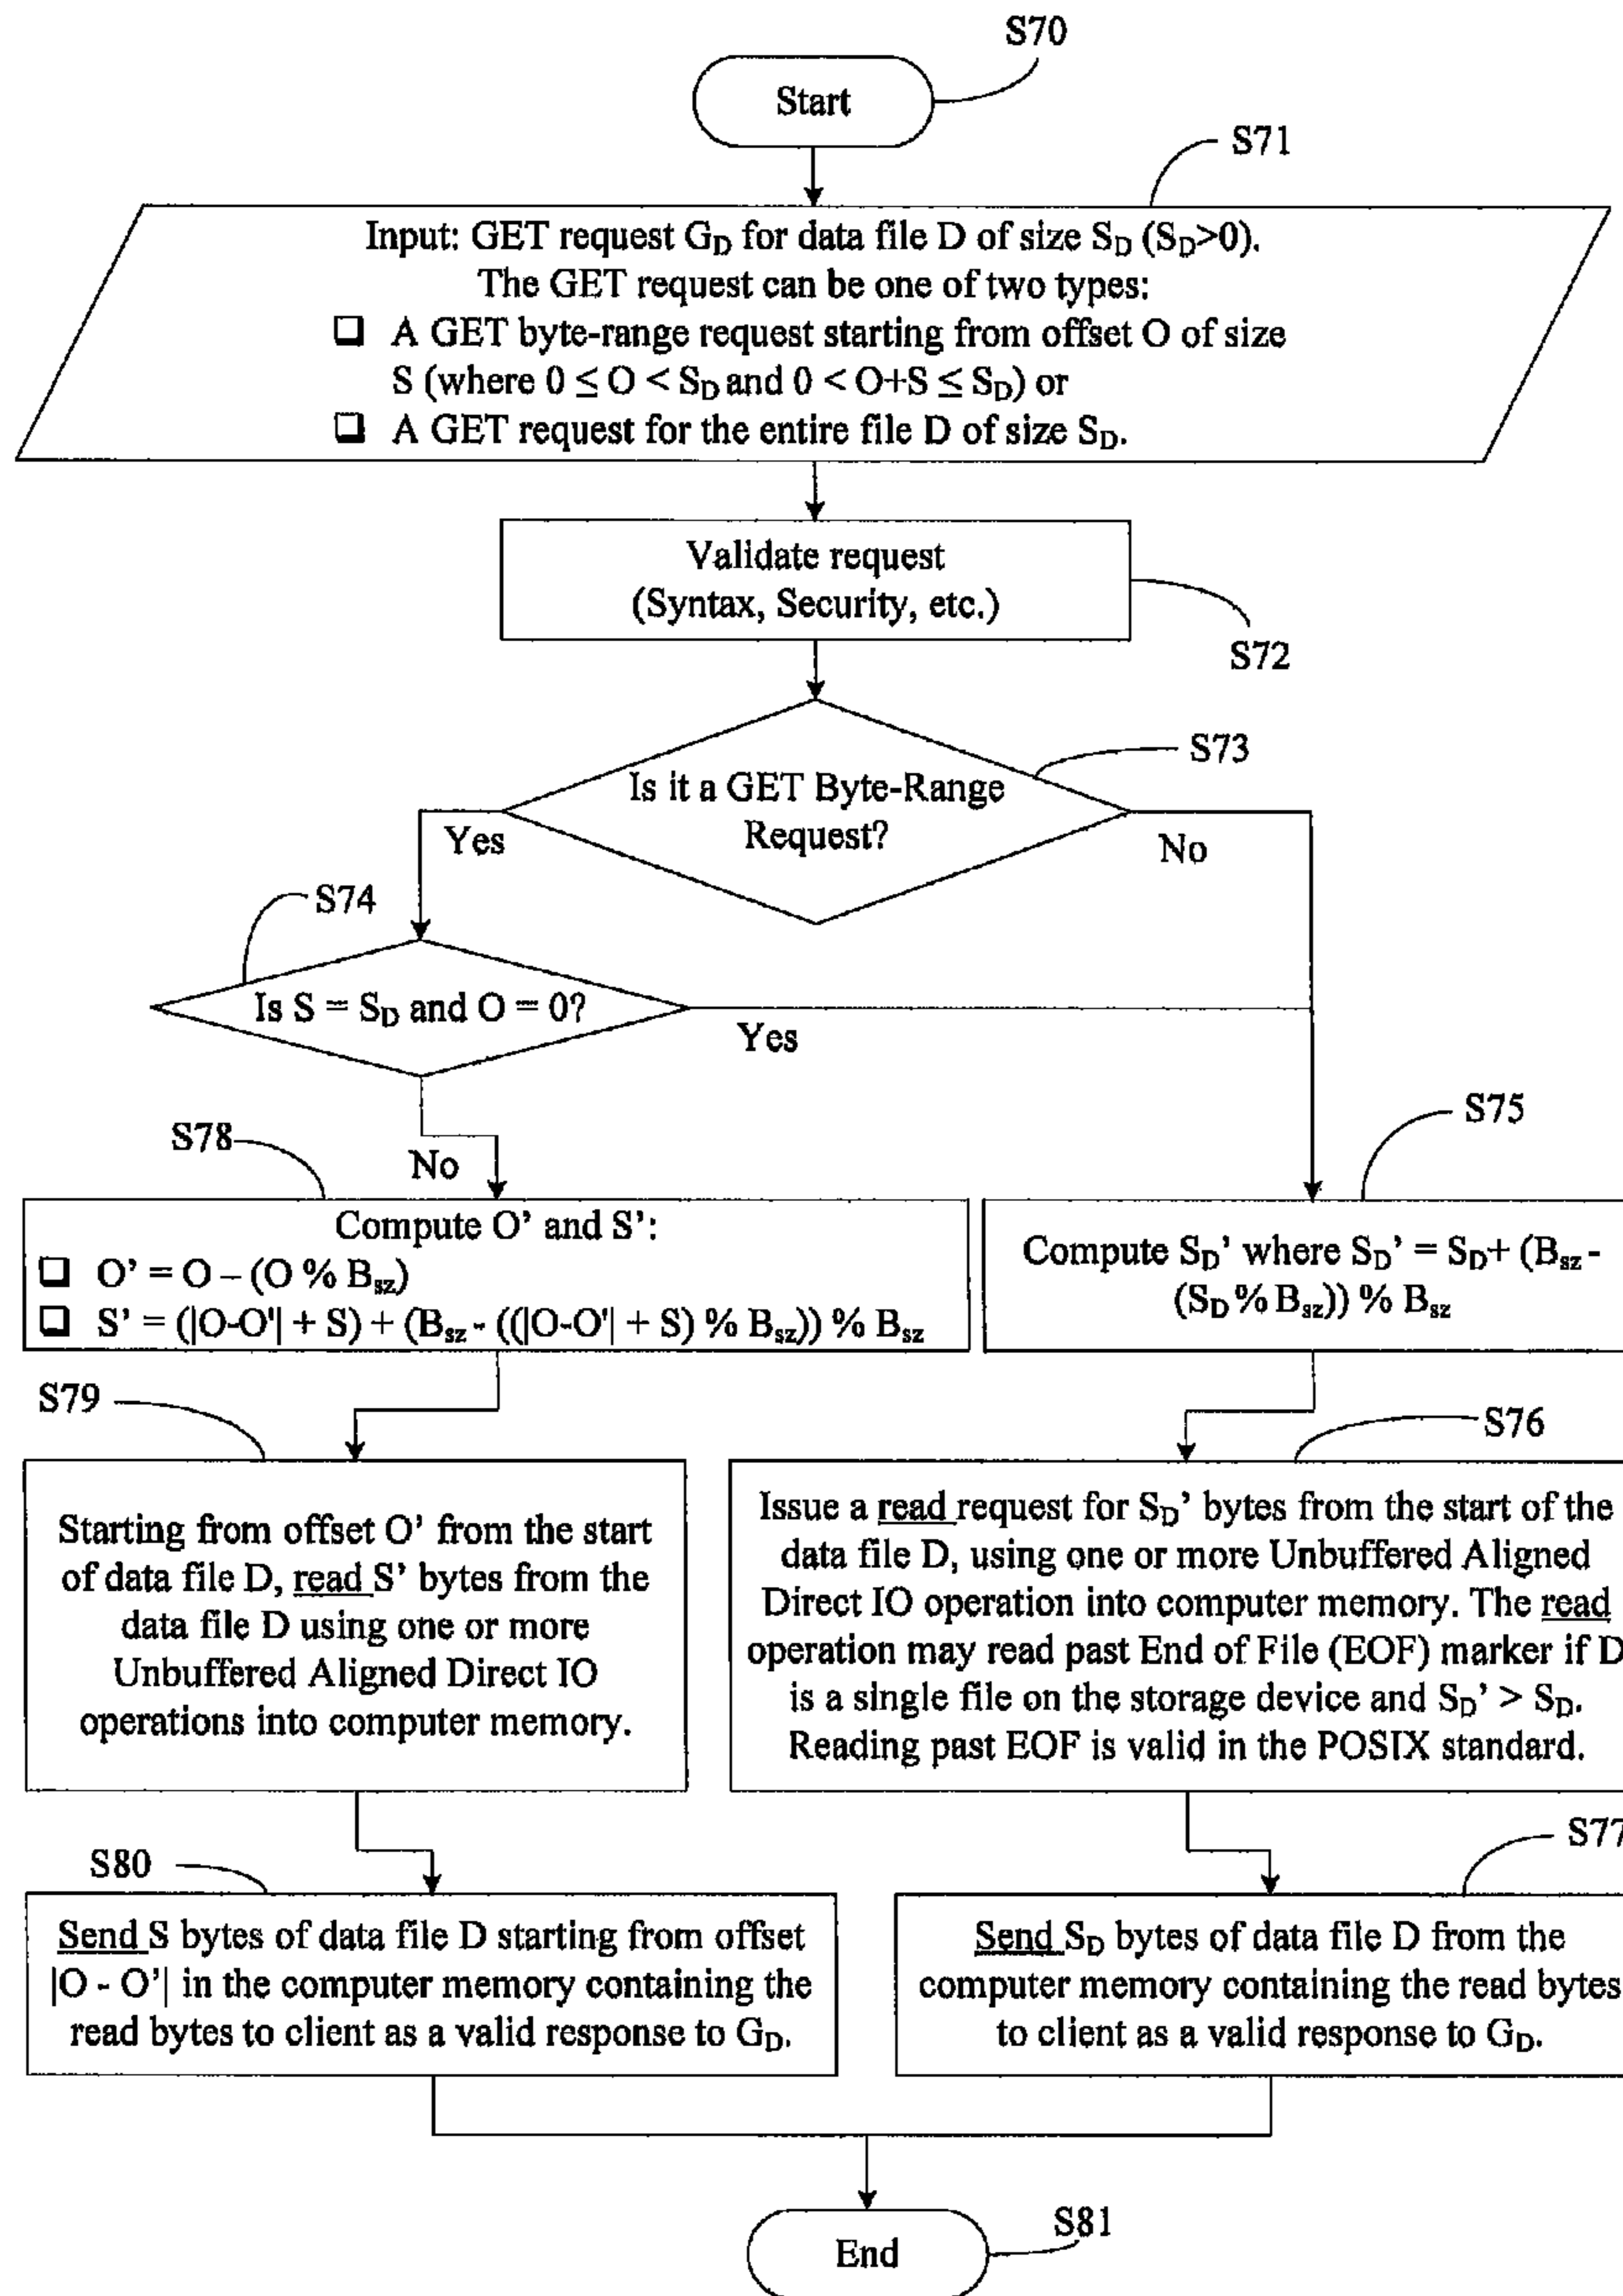 S70
Start
S71
Input: GET request G_D for data file D of size S_D (S_D>0).
The GET request can be one of two types:
❑ A GET byte-range request starting from offset O of size
S (where 0 ≤ O < S_D and 0 < O+S ≤ S_D) or
❑ A GET request for the entire file D of size S_D.
Validate request
(Syntax, Security, etc.)
S72
S73
Is it a GET Byte-Range
Request?
Yes
No
S74
Is S = S_D and O = 0?
Yes
S75
S78
No
Compute O' and S':
❑ O' = O – (O % B_sz)
❑ S' = (|O-O'| + S) + (B_sz - ((|O-O'| + S) % B_sz)) % B_sz
Compute S_D' where S_D' = S_D+ (B_sz -
(S_D % B_sz)) % B_sz
S79
S76
Starting from offset O' from the start
of data file D, read S' bytes from the
data file D using one or more
Unbuffered Aligned Direct IO
operations into computer memory.
Issue a read request for S_D' bytes from the start of the
data file D, using one or more Unbuffered Aligned
Direct IO operation into computer memory. The read
operation may read past End of File (EOF) marker if D
is a single file on the storage device and S_D' > S_D.
Reading past EOF is valid in the POSIX standard.
S80
S77
Send S bytes of data file D starting from offset
|O - O'| in the computer memory containing the
read bytes to client as a valid response to G_D.
Send S_D bytes of data file D from the
computer memory containing the read bytes
to client as a valid response to G_D.
S81
End